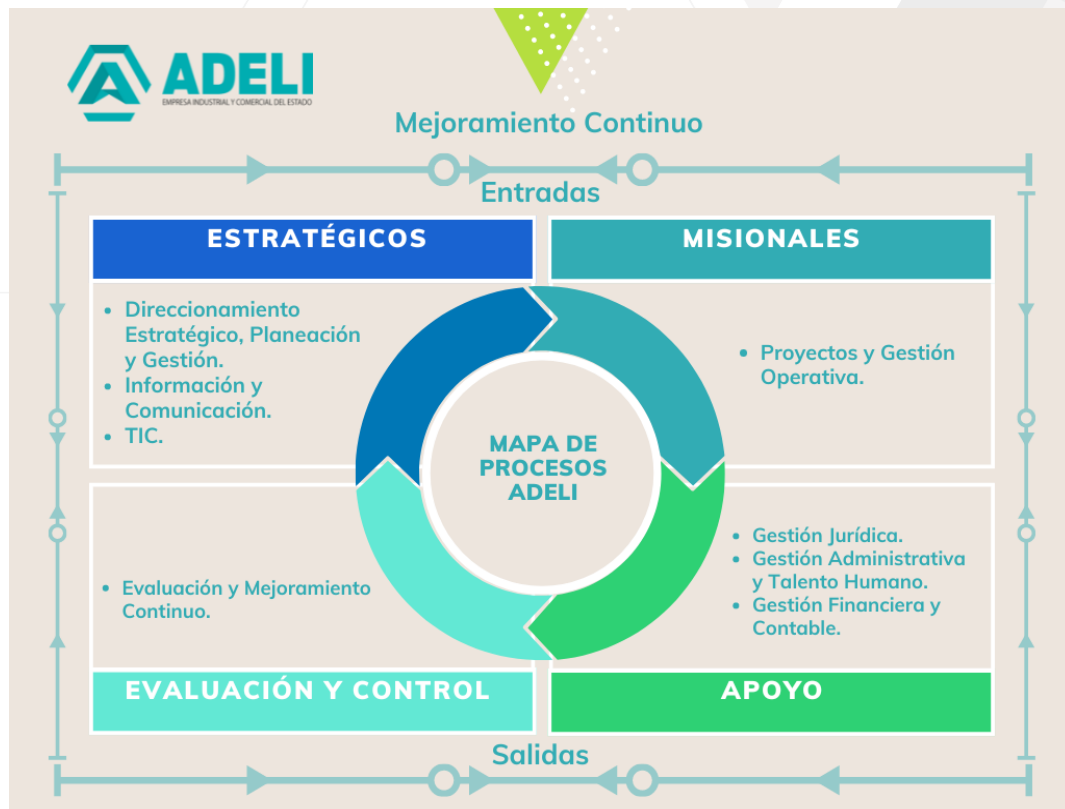 ADELI
EMPRESA INDUSTRIAL Y COMERCIAL DEL ESTADO
Mejoramiento Continuo
Entradas
ESTRATÉGICOS
• Direccionamiento
Estratégico, Planeación
y Gestión.
• Información y
Comunicación.
• TIC.
MISIONALES
• Proyectos y Gestión
Operativa.
MAPA DE
PROCESOS
ADELI
• Evaluación y Mejoramiento
Continuo.
EVALUACIÓN Y CONTROL
• Gestión Jurídica.
• Gestión Administrativa
y Talento Humano.
• Gestión Financiera y
Contable.
APOYO
Salidas